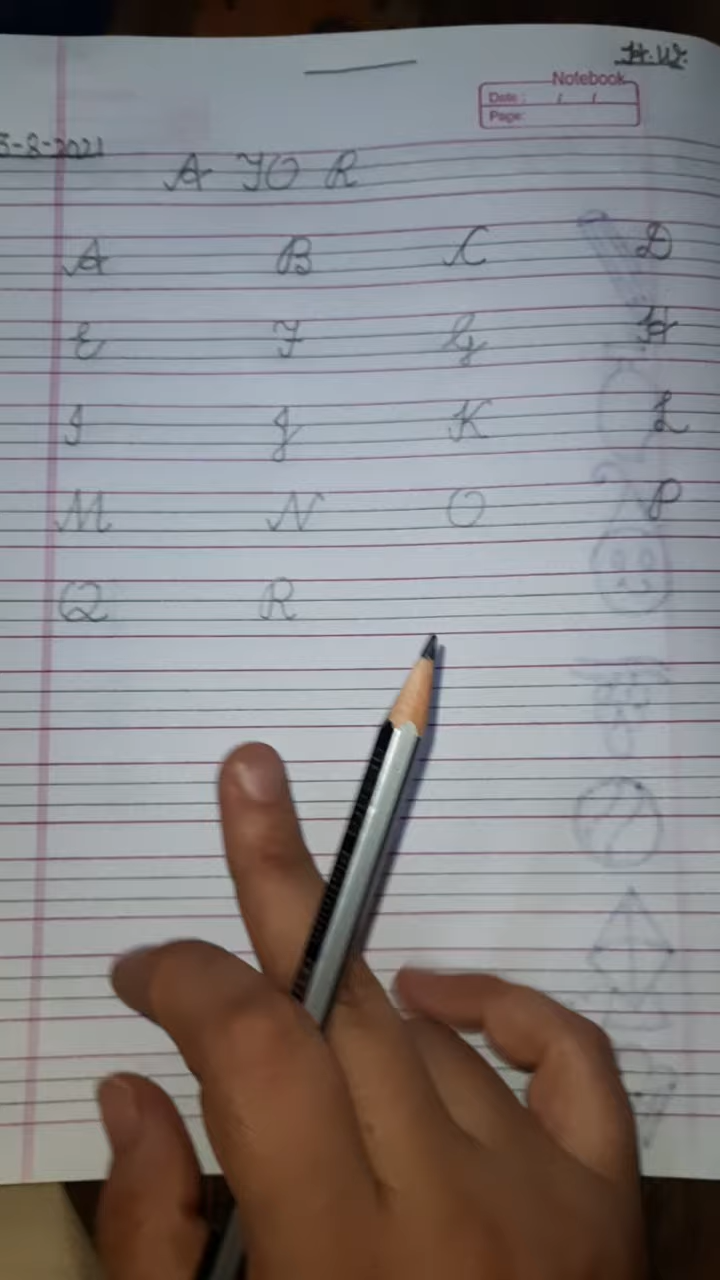 H.W.
Notebook
Date : / /
Page:
3-8-2021
A TO R
A B C D
E F G H
I J K L
M N O P
Q R